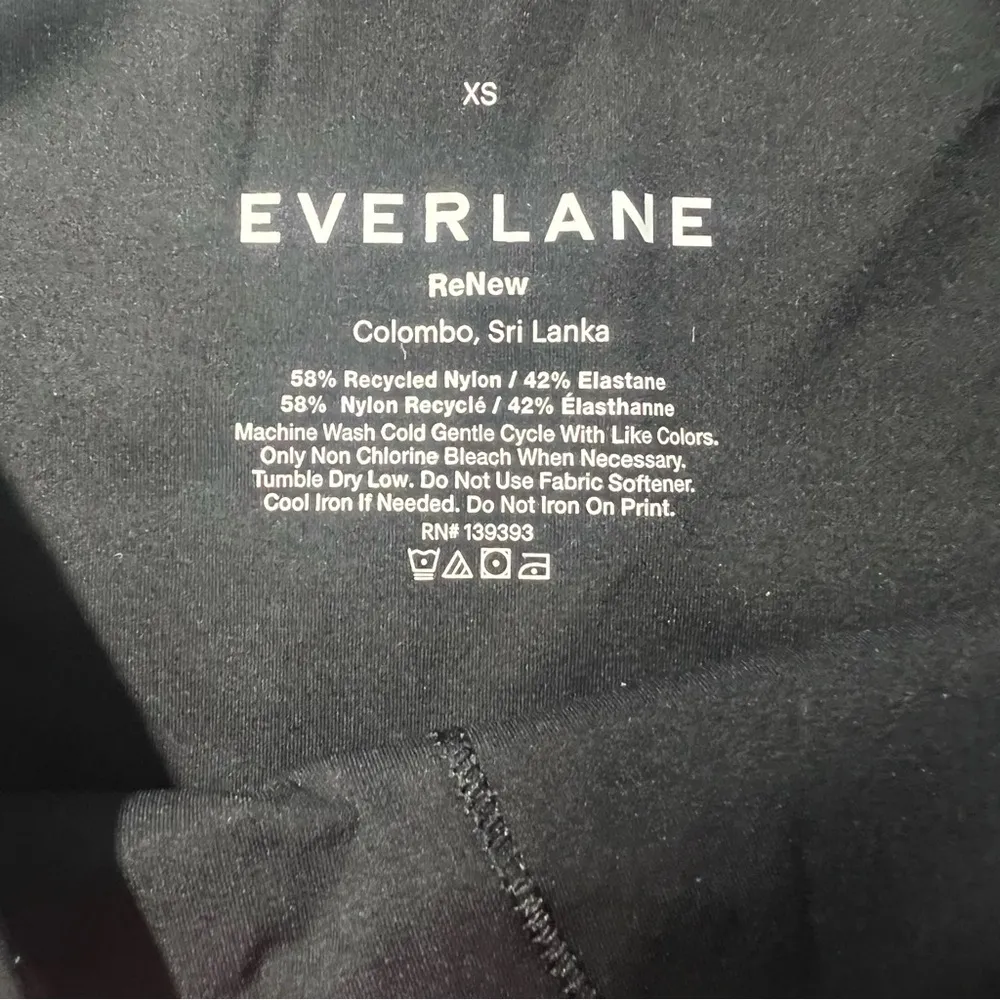 XS
EVERLANE
ReNew
Colombo, Sri Lanka
58% Recycled Nylon / 42% Elastane
58% Nylon Recyclé / 42% Élasthanne
Machine Wash Cold Gentle Cycle With Like Colors.
Only Non Chlorine Bleach When Necessary.
Tumble Dry Low. Do Not Use Fabric Softener.
Cool Iron If Needed. Do Not Iron On Print.
RN# 139393